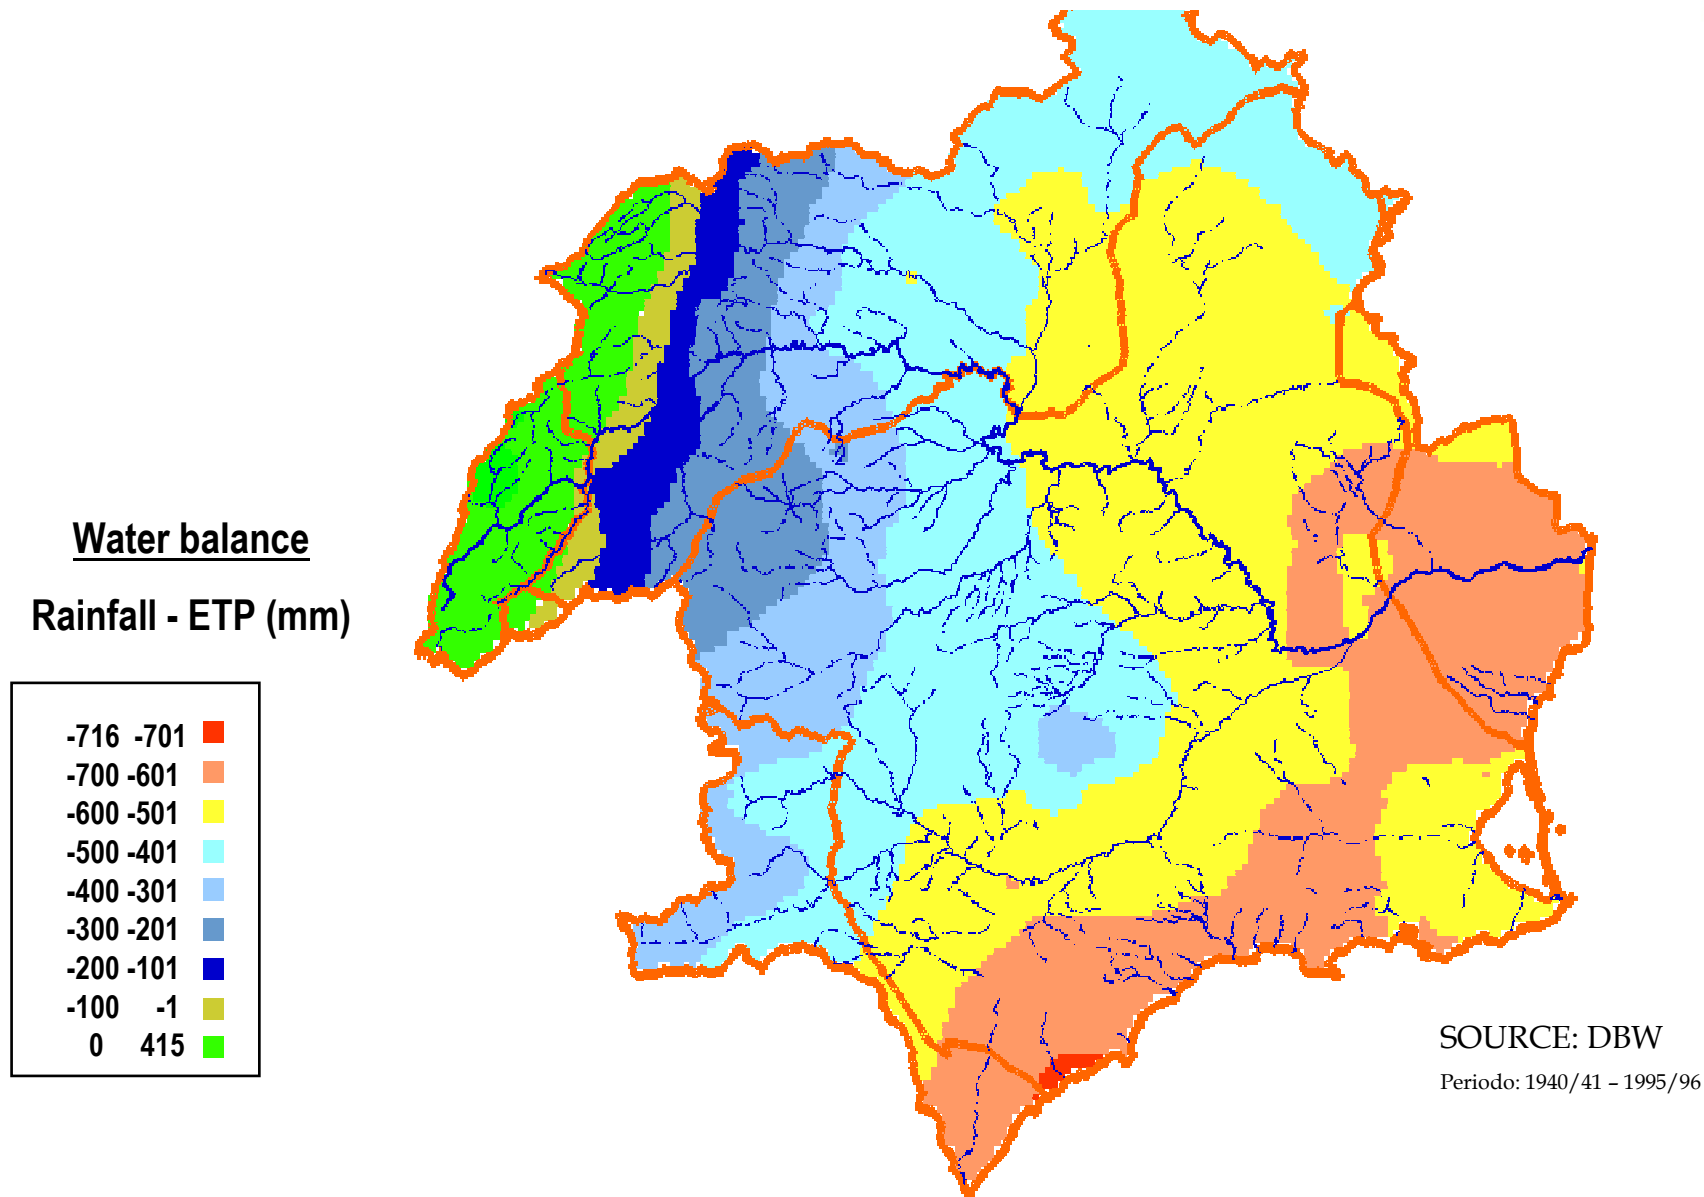 Water balance
Rainfall - ETP (mm)
-716 -701
-700 -601
-600 -501
-500 -401
-400 -301
-300 -201
-200 -101
-100 -1
0 415
SOURCE: DBW
Periodo: 1940/41 – 1995/96